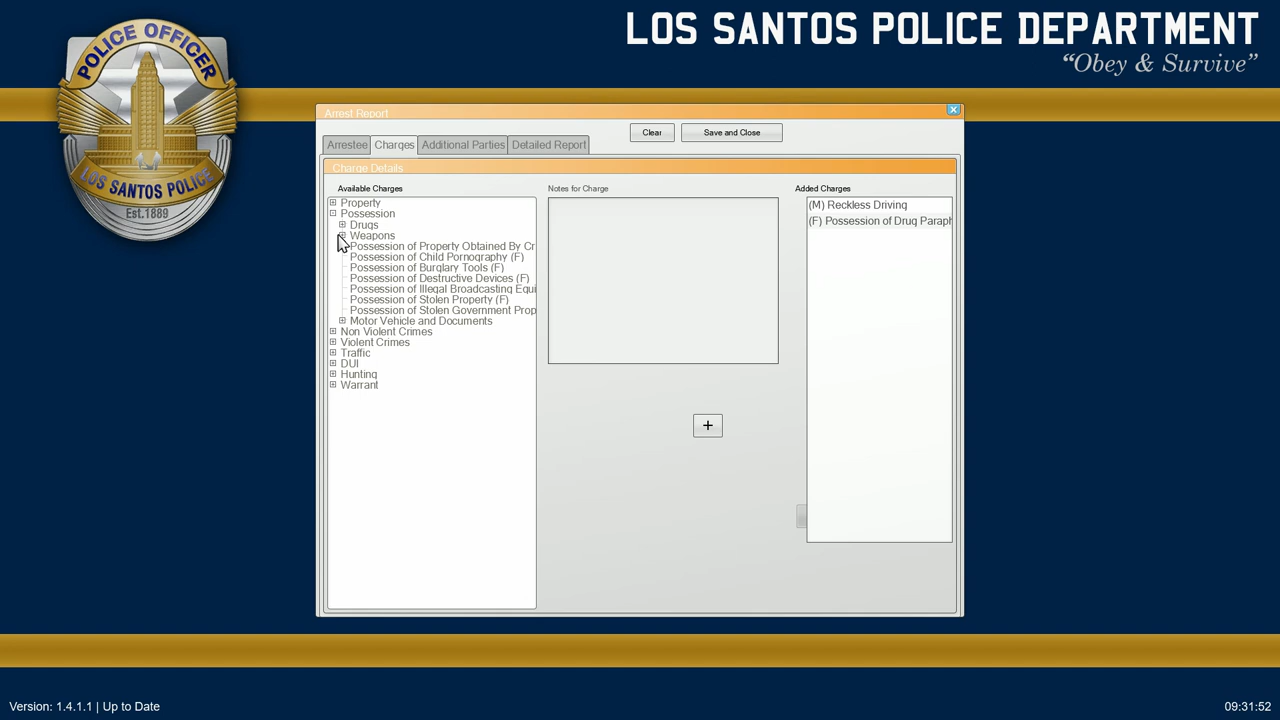 LOS SANTOS POLICE DEPARTMENT
“Obey & Survive”
POLICE OFFICER
LOS SANTOS POLICE
Est.1889
Arrest Report
Clear
Save and Close
Arrestee
Charges
Additional Parties
Detailed Report
Charge Details
Available Charges
Property
Possession
Drugs
Weapons
Possession of Property Obtained By Cr
Possession of Child Pornography (F)
Possession of Burglary Tools (F)
Possession of Destructive Devices (F)
Possession of Illegal Broadcasting Equi
Possession of Stolen Property (F)
Possession of Stolen Government Prop
Motor Vehicle and Documents
Non Violent Crimes
Violent Crimes
Traffic
DUI
Hunting
Warrant
Notes for Charge
+
Added Charges
(M) Reckless Driving
(F) Possession of Drug Paraph
Version: 1.4.1.1 | Up to Date
09:31:52